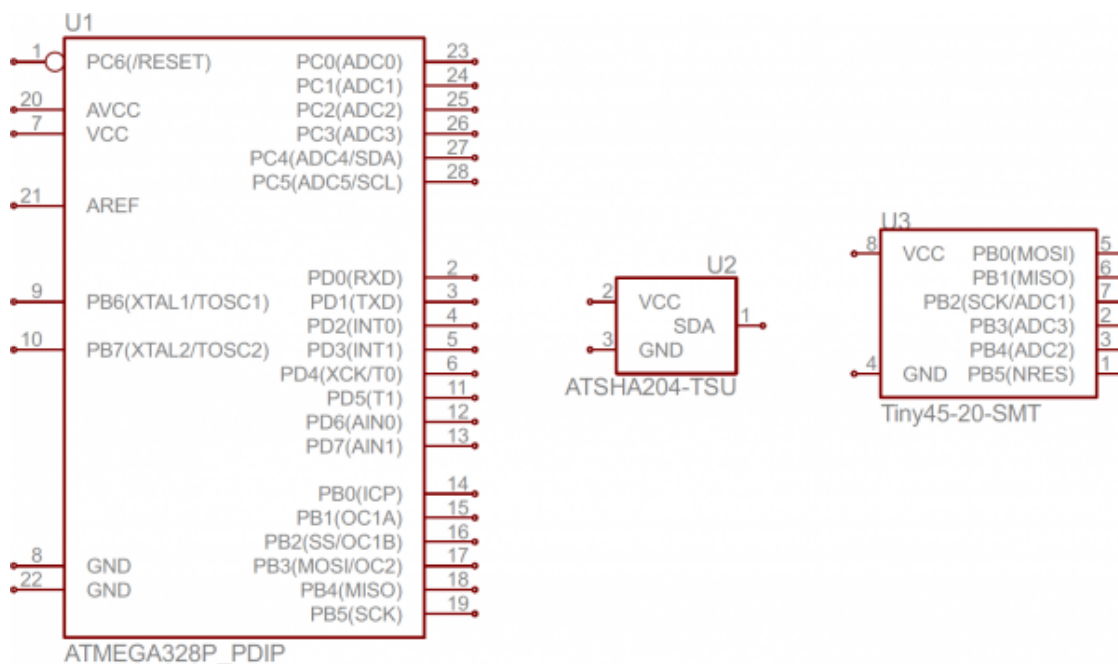 U1
1 PC6(/RESET) PC0(ADC0) 23
PC1(ADC1) 24
20 AVCC PC2(ADC2) 25
7 VCC PC3(ADC3) 26
PC4(ADC4/SDA) 27
PC5(ADC5/SCL) 28
21 AREF
PD0(RXD) 2
9 PB6(XTAL1/TOSC1) PD1(TXD) 3
PD2(INT0) 4
10 PB7(XTAL2/TOSC2) PD3(INT1) 5
PD4(XCK/T0) 6
PD5(T1) 11
PD6(AIN0) 12
PD7(AIN1) 13
PB0(ICP) 14
PB1(OC1A) 15
PB2(SS/OC1B) 16
8 GND PB3(MOSI/OC2) 17
22 GND PB4(MISO) 18
PB5(SCK) 19
ATMEGA328P_PDIP
U2
2 VCC
SDA 1
3 GND
ATSHA204-TSU
U3
8 VCC PB0(MOSI) 5
PB1(MISO) 6
PB2(SCK/ADC1) 7
PB3(ADC3) 2
PB4(ADC2) 3
4 GND PB5(NRES) 1
Tiny45-20-SMT